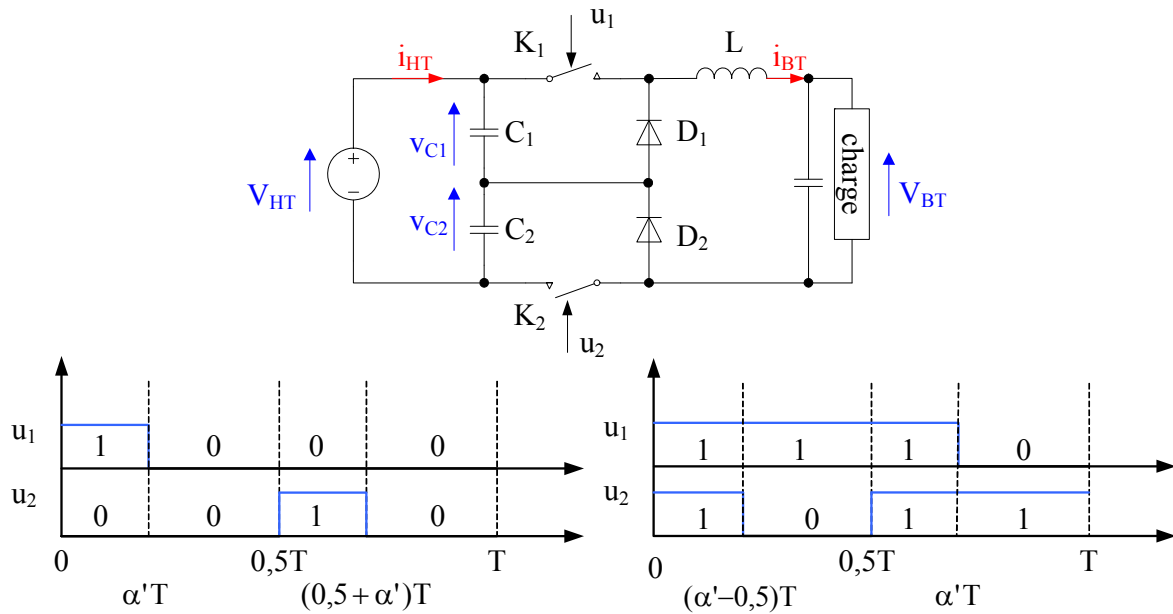 u1
K1
L
iHT
iBT
vC1
C1
D1
VHT
+
−
charge
VBT
vC2
C2
D2
K2
u2
u1
1 0 0 0
u2
0 0 1 0
0 0,5T T
α'T (0,5 + α')T
u1
1 1 1 0
u2
1 0 1 1
0 0,5T T
(α'−0,5)T α'T